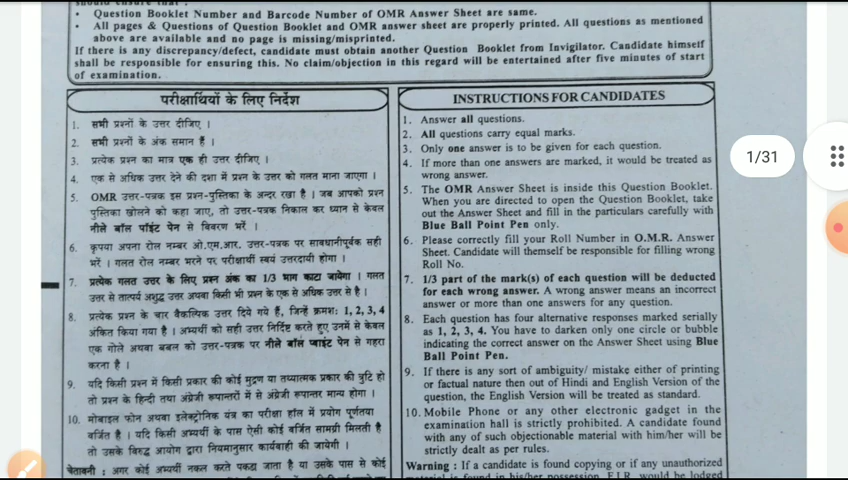 should ensure that :
• Question Booklet Number and Barcode Number of OMR Answer Sheet are same.
• All pages & Questions of Question Booklet and OMR answer sheet are properly printed. All questions as mentioned
above are available and no page is missing/misprinted.
If there is any discrepancy/defect, candidate must obtain another Question Booklet from Invigilator. Candidate himself
shall be responsible for ensuring this. No claim/objection in this regard will be entertained after five minutes of start
of examination.
परीक्षार्थियों के लिए निर्देश
1. सभी प्रश्नों के उत्तर दीजिए ।
2. सभी प्रश्नों के अंक समान हैं ।
3. प्रत्येक प्रश्न का मात्र एक ही उत्तर दीजिए ।
4. एक से अधिक उत्तर देने की दशा में प्रश्न के उत्तर को गलत माना जाएगा ।
5. OMR उत्तर-पत्रक इस प्रश्न-पुस्तिका के अन्दर रखा है । जब आपको प्रश्न
पुस्तिका खोलने को कहा जाए, तो उत्तर-पत्रक निकाल कर ध्यान से केवल
नीले बॉल पॉइंट पेन से विवरण भरें ।
6. कृपया अपना रोल नम्बर ओ.एम.आर. उत्तर-पत्रक पर सावधानीपूर्वक सही
भरें । गलत रोल नम्बर भरने पर परीक्षार्थी स्वयं उत्तरदायी होगा ।
7. प्रत्येक गलत उत्तर के लिए प्रश्न अंक का 1/3 भाग काटा जायेगा । गलत
उत्तर से तात्पर्य अशुद्ध उत्तर अथवा किसी भी प्रश्न के एक से अधिक उत्तर से है ।
8. प्रत्येक प्रश्न के चार वैकल्पिक उत्तर दिये गये हैं, जिन्हें क्रमशः 1, 2, 3, 4
अंकित किया गया है । अभ्यर्थी को सही उत्तर निर्दिष्ट करते हुए उनमें से केवल
एक गोले अथवा बबल को उत्तर-पत्रक पर नीले बॉल प्वाइंट पेन से गहरा
करना है ।
9. यदि किसी प्रश्न में किसी प्रकार की कोई मुद्रण या तथ्यात्मक प्रकार की त्रुटि हो
तो प्रश्न के हिन्दी तथा अंग्रेजी रूपान्तरों में से अंग्रेजी रूपान्तर मान्य होगा ।
10. मोबाइल फोन अथवा इलेक्ट्रोनिक यंत्र का परीक्षा हॉल में प्रयोग पूर्णतया
वर्जित है । यदि किसी अभ्यर्थी के पास ऐसी कोई वर्जित सामग्री मिलती है
तो उसके विरुद्ध आयोग द्वारा नियमानुसार कार्यवाही की जायेगी ।
चेतावनी : अगर कोई अभ्यर्थी नकल करते पकड़ा जाता है या उसके पास से कोई
INSTRUCTIONS FOR CANDIDATES
1. Answer all questions.
2. All questions carry equal marks.
3. Only one answer is to be given for each question.
4. If more than one answers are marked, it would be treated as
wrong answer.
5. The OMR Answer Sheet is inside this Question Booklet.
When you are directed to open the Question Booklet, take
out the Answer Sheet and fill in the particulars carefully with
Blue Ball Point Pen only.
6. Please correctly fill your Roll Number in O.M.R. Answer
Sheet. Candidate will themself be responsible for filling wrong
Roll No.
7. 1/3 part of the mark(s) of each question will be deducted
for each wrong answer. A wrong answer means an incorrect
answer or more than one answers for any question.
8. Each question has four alternative responses marked serially
as 1, 2, 3, 4. You have to darken only one circle or bubble
indicating the correct answer on the Answer Sheet using Blue
Ball Point Pen.
9. If there is any sort of ambiguity/ mistake either of printing
or factual nature then out of Hindi and English Version of the
question, the English Version will be treated as standard.
10. Mobile Phone or any other electronic gadget in the
examination hall is strictly prohibited. A candidate found
with any of such objectionable material with him/her will be
strictly dealt as per rules.
Warning : If a candidate is found copying or if any unauthorized
material is found in his/her possession, F.I.R. would be lodged
1/31